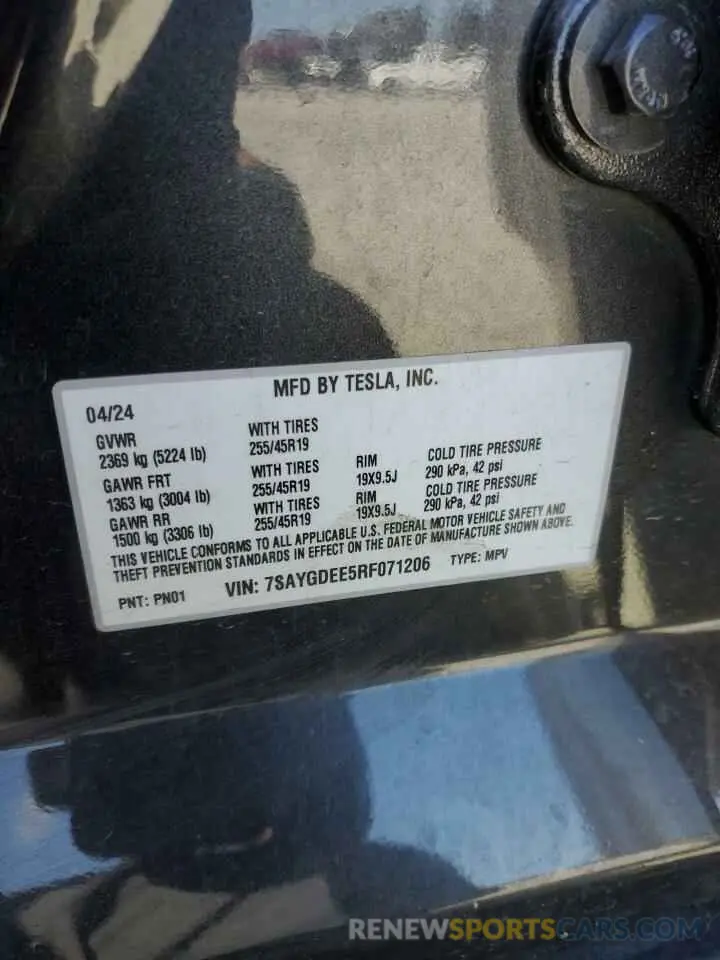 MFD BY TESLA, INC.
04/24
GVWR
2369 kg (5224 lb)
WITH TIRES
255/45R19
GAWR FRT
1363 kg (3004 lb)
WITH TIRES
255/45R19
RIM
19X9.5J
COLD TIRE PRESSURE
290 kPa, 42 psi
GAWR RR
1500 kg (3306 lb)
WITH TIRES
255/45R19
RIM
19X9.5J
COLD TIRE PRESSURE
290 kPa, 42 psi
THIS VEHICLE CONFORMS TO ALL APPLICABLE U.S. FEDERAL MOTOR VEHICLE SAFETY AND
THEFT PREVENTION STANDARDS IN EFFECT ON THE DATE OF MANUFACTURE SHOWN ABOVE.
PNT: PN01 VIN: 7SAYGDEE5RF071206 TYPE: MPV
RENEWSPORTSCARS.COM